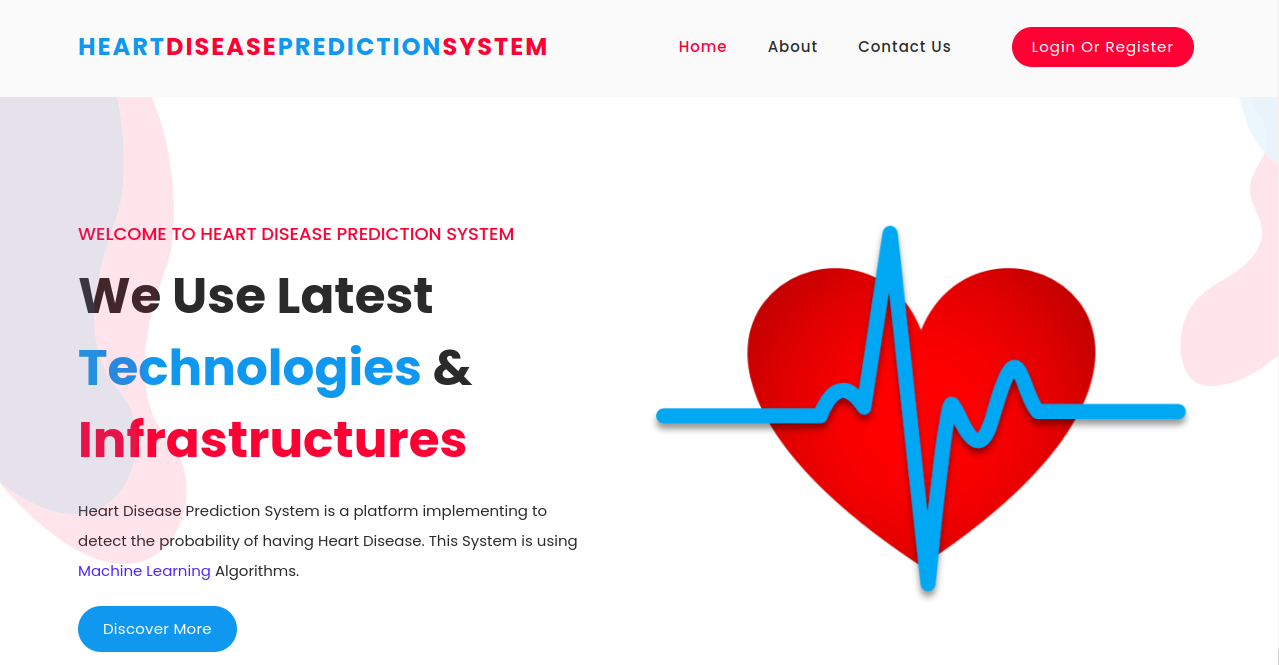 HEARTDISEASEPREDICTIONSYSTEM
Home
About
Contact Us
Login Or Register
WELCOME TO HEART DISEASE PREDICTION SYSTEM
We Use Latest
Technologies &
Infrastructures
Heart Disease Prediction System is a platform implementing to
detect the probability of having Heart Disease. This System is using
Machine Learning Algorithms.
Discover More